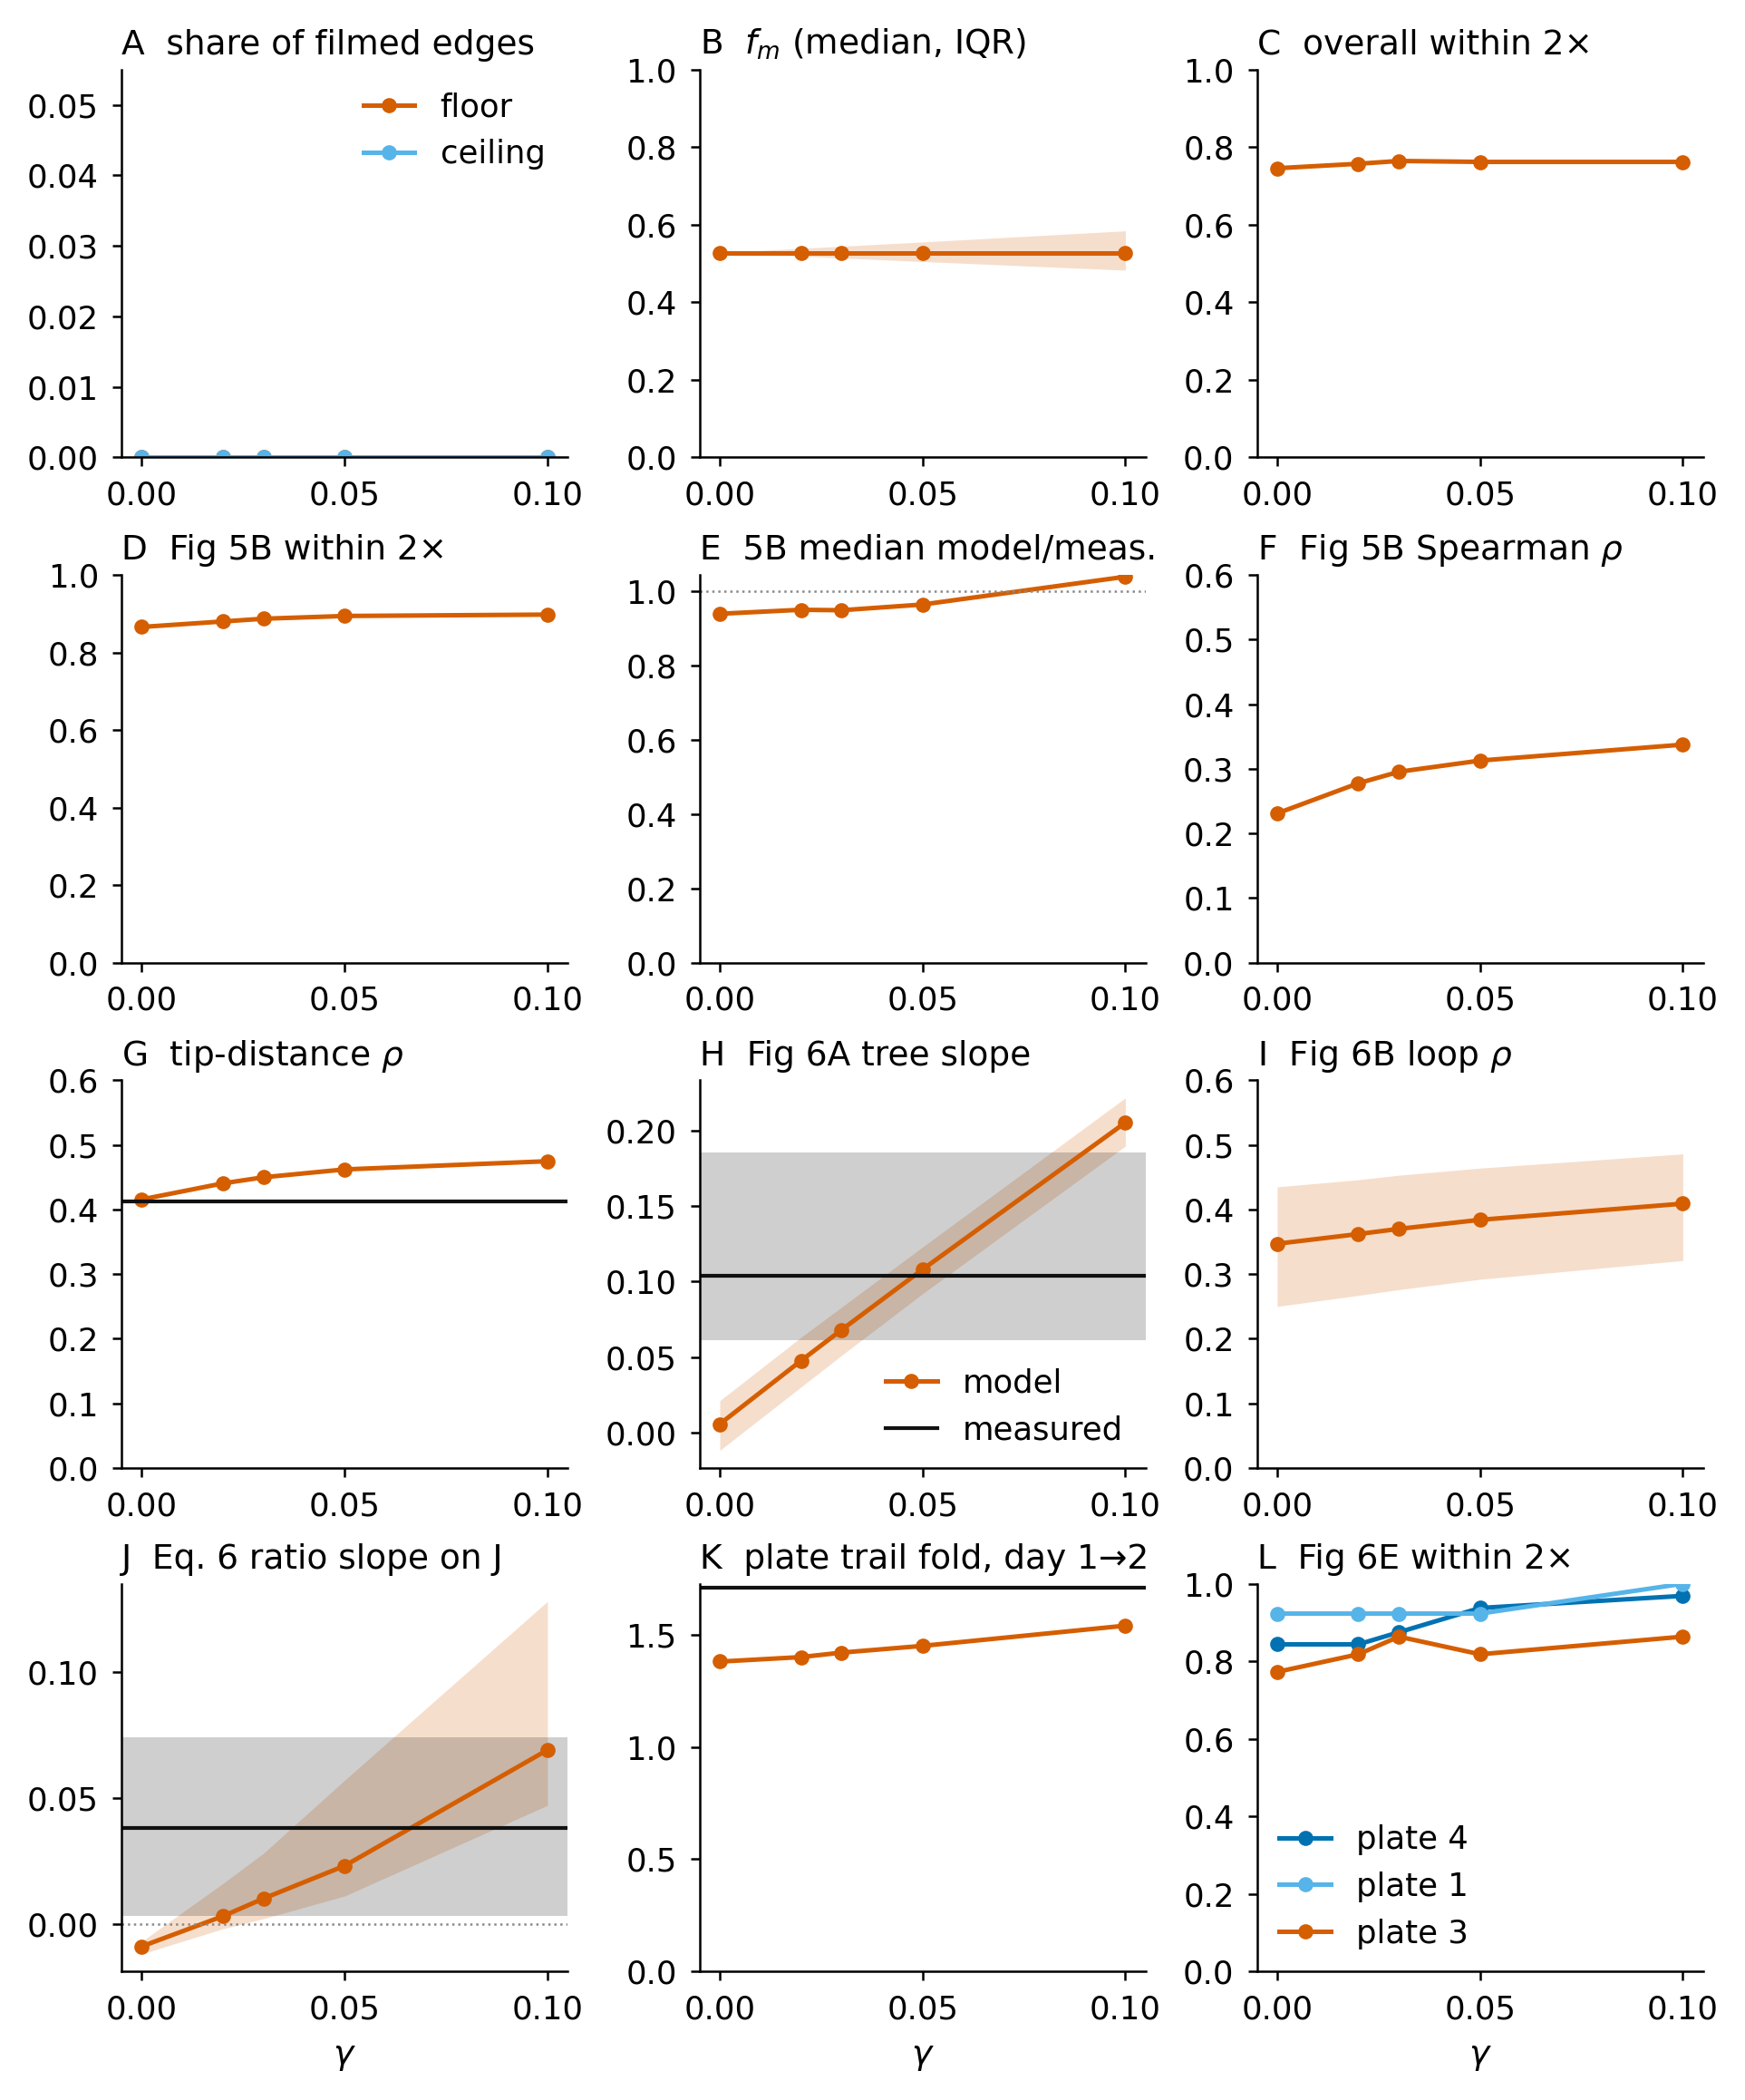 A  share of filmed edges
0.05
0.04
0.03
0.02
0.01
0.00
floor
ceiling
0.00 0.05 0.10
B  fm (median, IQR)
1.0
0.8
0.6
0.4
0.2
0.0
0.00 0.05 0.10
C  overall within 2×
1.0
0.8
0.6
0.4
0.2
0.0
0.00 0.05 0.10
D  Fig 5B within 2×
1.0
0.8
0.6
0.4
0.2
0.0
0.00 0.05 0.10
E  5B median model/meas.
1.0
0.8
0.6
0.4
0.2
0.0
0.00 0.05 0.10
F  Fig 5B Spearman ρ
0.6
0.5
0.4
0.3
0.2
0.1
0.0
0.00 0.05 0.10
G  tip-distance ρ
0.6
0.5
0.4
0.3
0.2
0.1
0.0
0.00 0.05 0.10
H  Fig 6A tree slope
0.20
0.15
0.10
0.05
0.00
model
measured
0.00 0.05 0.10
I  Fig 6B loop ρ
0.6
0.5
0.4
0.3
0.2
0.1
0.0
0.00 0.05 0.10
J  Eq. 6 ratio slope on J
0.10
0.05
0.00
0.00 0.05 0.10
γ
K  plate trail fold, day 1→2
1.5
1.0
0.5
0.0
0.00 0.05 0.10
γ
L  Fig 6E within 2×
1.0
0.8
0.6
0.4
0.2
0.0
plate 4
plate 1
plate 3
0.00 0.05 0.10
γ